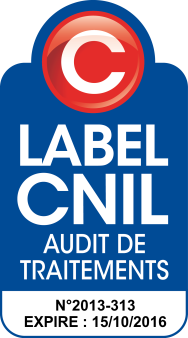 C
LABEL
CNIL
AUDIT DE
TRAITEMENTS
N°2013-313
EXPIRE : 15/10/2016